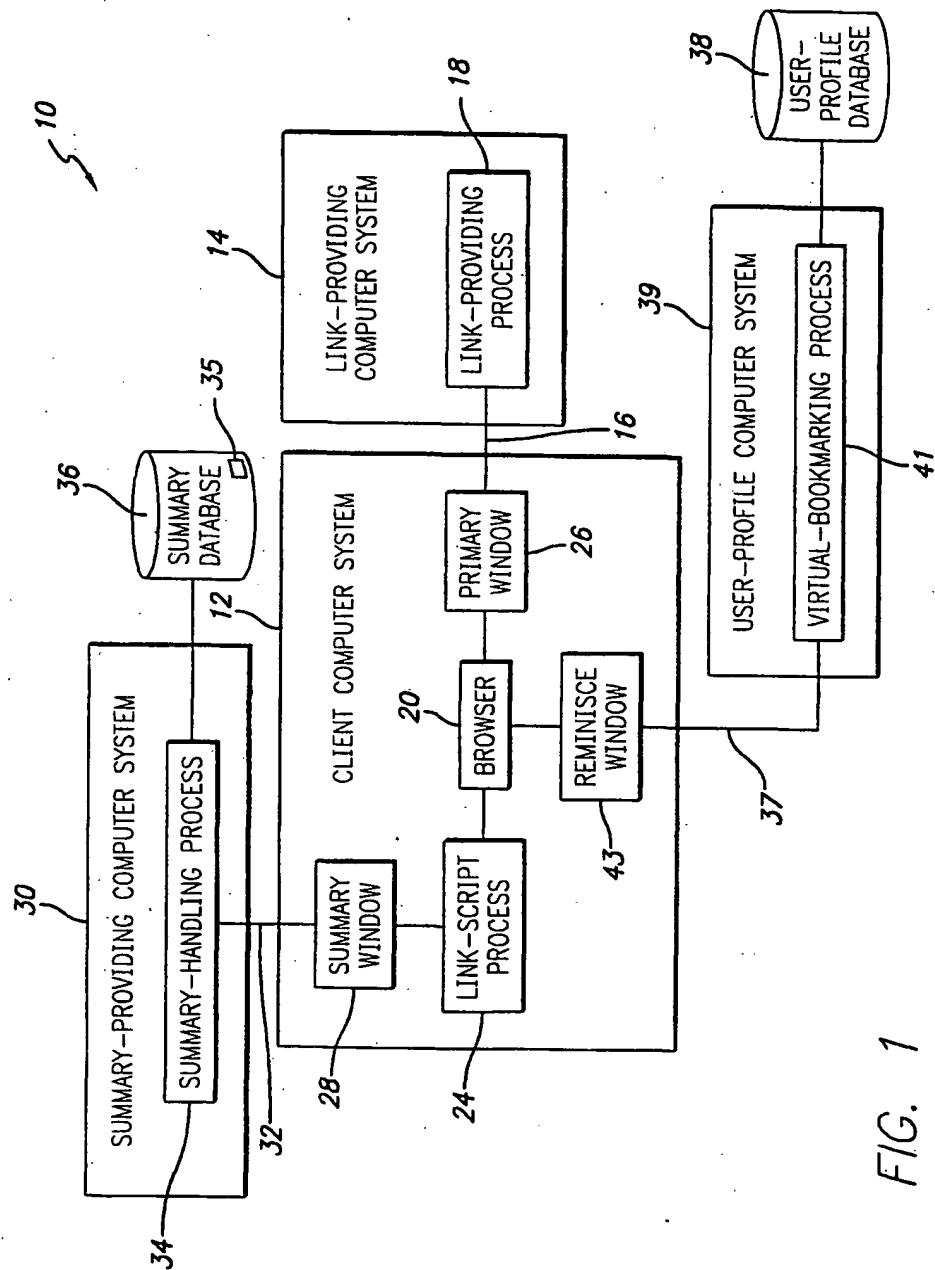 10
30
SUMMARY-PROVIDING COMPUTER SYSTEM
34
SUMMARY-HANDLING PROCESS
36
SUMMARY
DATABASE
35
32
12
CLIENT COMPUTER SYSTEM
28
SUMMARY
WINDOW
24
LINK-SCRIPT
PROCESS
20
BROWSER
26
PRIMARY
WINDOW
43
REMINISCE
WINDOW
14
LINK-PROVIDING
COMPUTER SYSTEM
18
LINK-PROVIDING
PROCESS
16
37
39
USER-PROFILE COMPUTER SYSTEM
VIRTUAL-BOOKMARKING PROCESS
41
38
USER-
PROFILE
DATABASE
FIG. 1